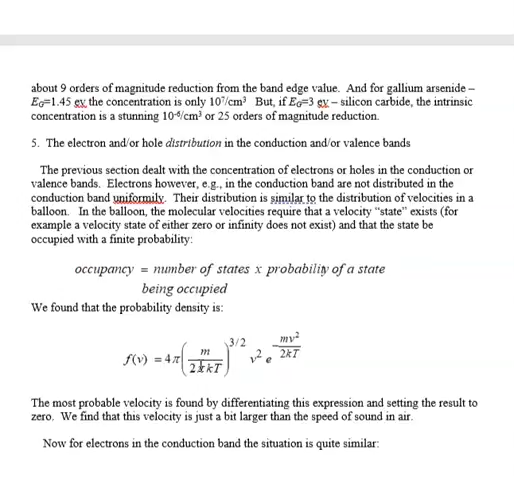 about 9 orders of magnitude reduction from the band edge value.  And for gallium arsenide –
E_G=1.45 ev the concentration is only 10⁷/cm³  But, if E_G=3 ev – silicon carbide, the intrinsic
concentration is a stunning 10⁻⁶/cm³ or 25 orders of magnitude reduction.
5.  The electron and/or hole distribution in the conduction and/or valence bands
The previous section dealt with the concentration of electrons or holes in the conduction or
valence bands.  Electrons however, e.g., in the conduction band are not distributed in the
conduction band uniformily.  Their distribution is similar to the distribution of velocities in a
balloon.  In the balloon, the molecular velocities require that a velocity “state” exists (for
example a velocity state of either zero or infinity does not exist) and that the state be
occupied with a finite probability:
occupancy = number of states x probability of a state
being occupied
We found that the probability density is:
f(v) = 4π(m/2πkT)^3/2 v² e^−mv²/2kT
The most probable velocity is found by differentiating this expression and setting the result to
zero.  We find that this velocity is just a bit larger than the speed of sound in air.
Now for electrons in the conduction band the situation is quite similar: